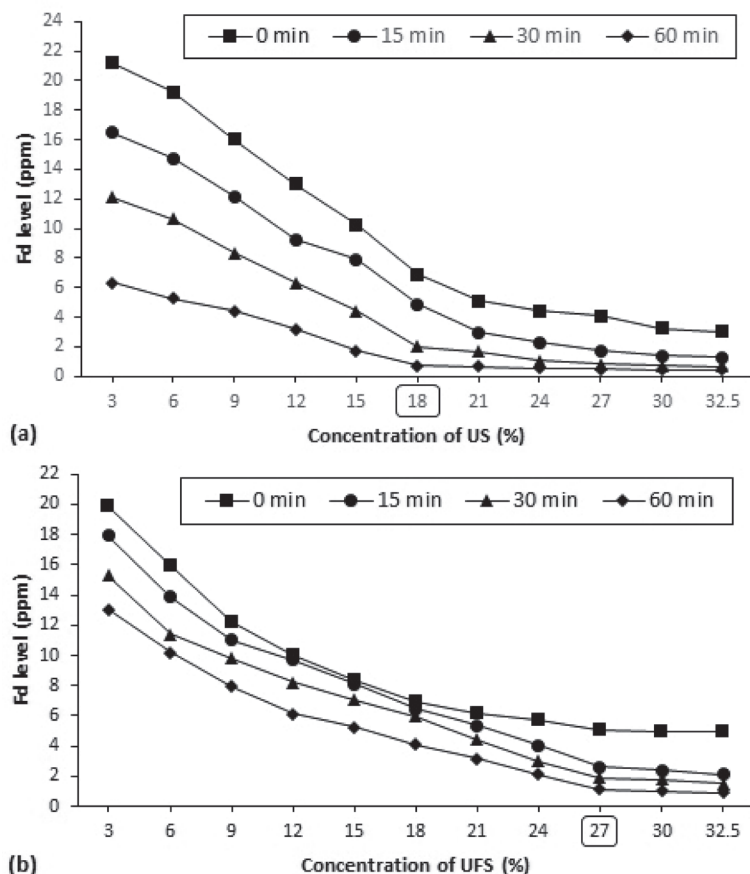 24
22
20
18
16
14
12
10
8
6
4
2
0
Fd level (ppm)
0 min 15 min 30 min 60 min
3 6 9 12 15 18 21 24 27 30 32.5
(a)
Concentration of US (%)
22
20
18
16
14
12
10
8
6
4
2
0
Fd level (ppm)
0 min 15 min 30 min 60 min
3 6 9 12 15 18 21 24 27 30 32.5
(b)
Concentration of UFS (%)